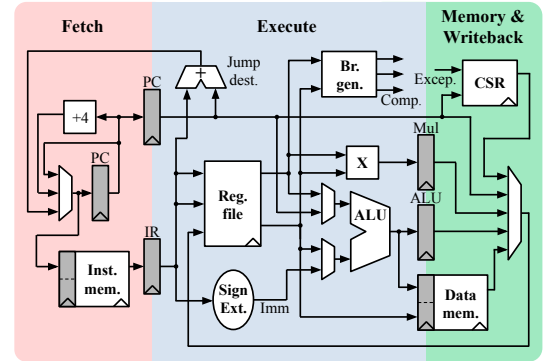 Fetch
Execute
Memory &
Writeback
Jump
dest.
PC
Br.
gen.
Excep.
CSR
Comp.
+
+4
PC
X
Mul
Reg.
file
ALU
ALU
IR
Inst.
mem.
Sign
Ext.
Imm
Data
mem.